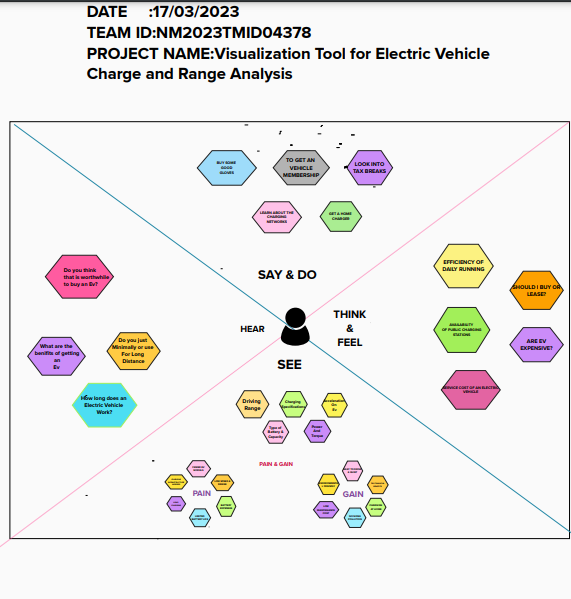 DATE :17/03/2023
TEAM ID:NM2023TMID04378
PROJECT NAME:Visualization Tool for Electric Vehicle
Charge and Range Analysis
BUY SOME
GOOD
GLOVES
TO GET AN
VEHICLE
MEMBERSHIP
LOOK INTO
TAX BREAKS
LEARN ABOUT THE
CHARGING
NETWORKS
GET A HOME
CHARGER
SAY & DO
Do you think
that is worthwhile
to buy an Ev?
What are the
benifits of getting
an
Ev
Do you just
Minimally or use
For Long
Distance
How long does an
Electric Vehicle
Work?
HEAR
THINK
&
FEEL
EFFICIENCY OF
DAILY RUNNING
SHOULD I BUY OR
LEASE?
AVAILABILITY
OF PUBLIC CHARGING
STATIONS
ARE EV
EXPENSIVE?
SERVICE COST OF AN ELECTRIC
VEHICLE
SEE
Driving
Range
Charging
Specifications
Acceleration
On
Ev
Type of
Battery &
Capacity
Power
And
Torque
PAIN & GAIN
PAIN
GAIN